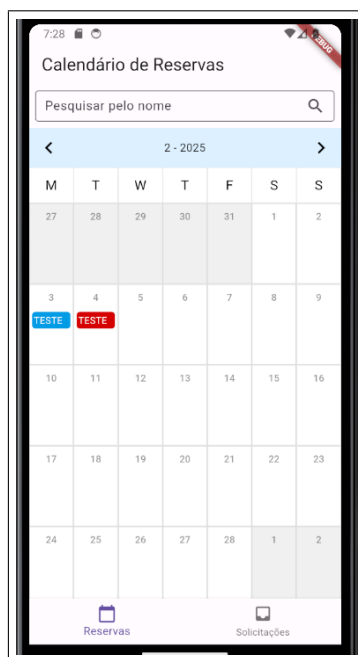 7:28
DEBUG
Calendário de Reservas
Pesquisar pelo nome
2 - 2025
M T W T F S S
27 28 29 30 31 1 2
3 4 5 6 7 8 9
TESTE TESTE
10 11 12 13 14 15 16
17 18 19 20 21 22 23
24 25 26 27 28 1 2
Reservas Solicitações